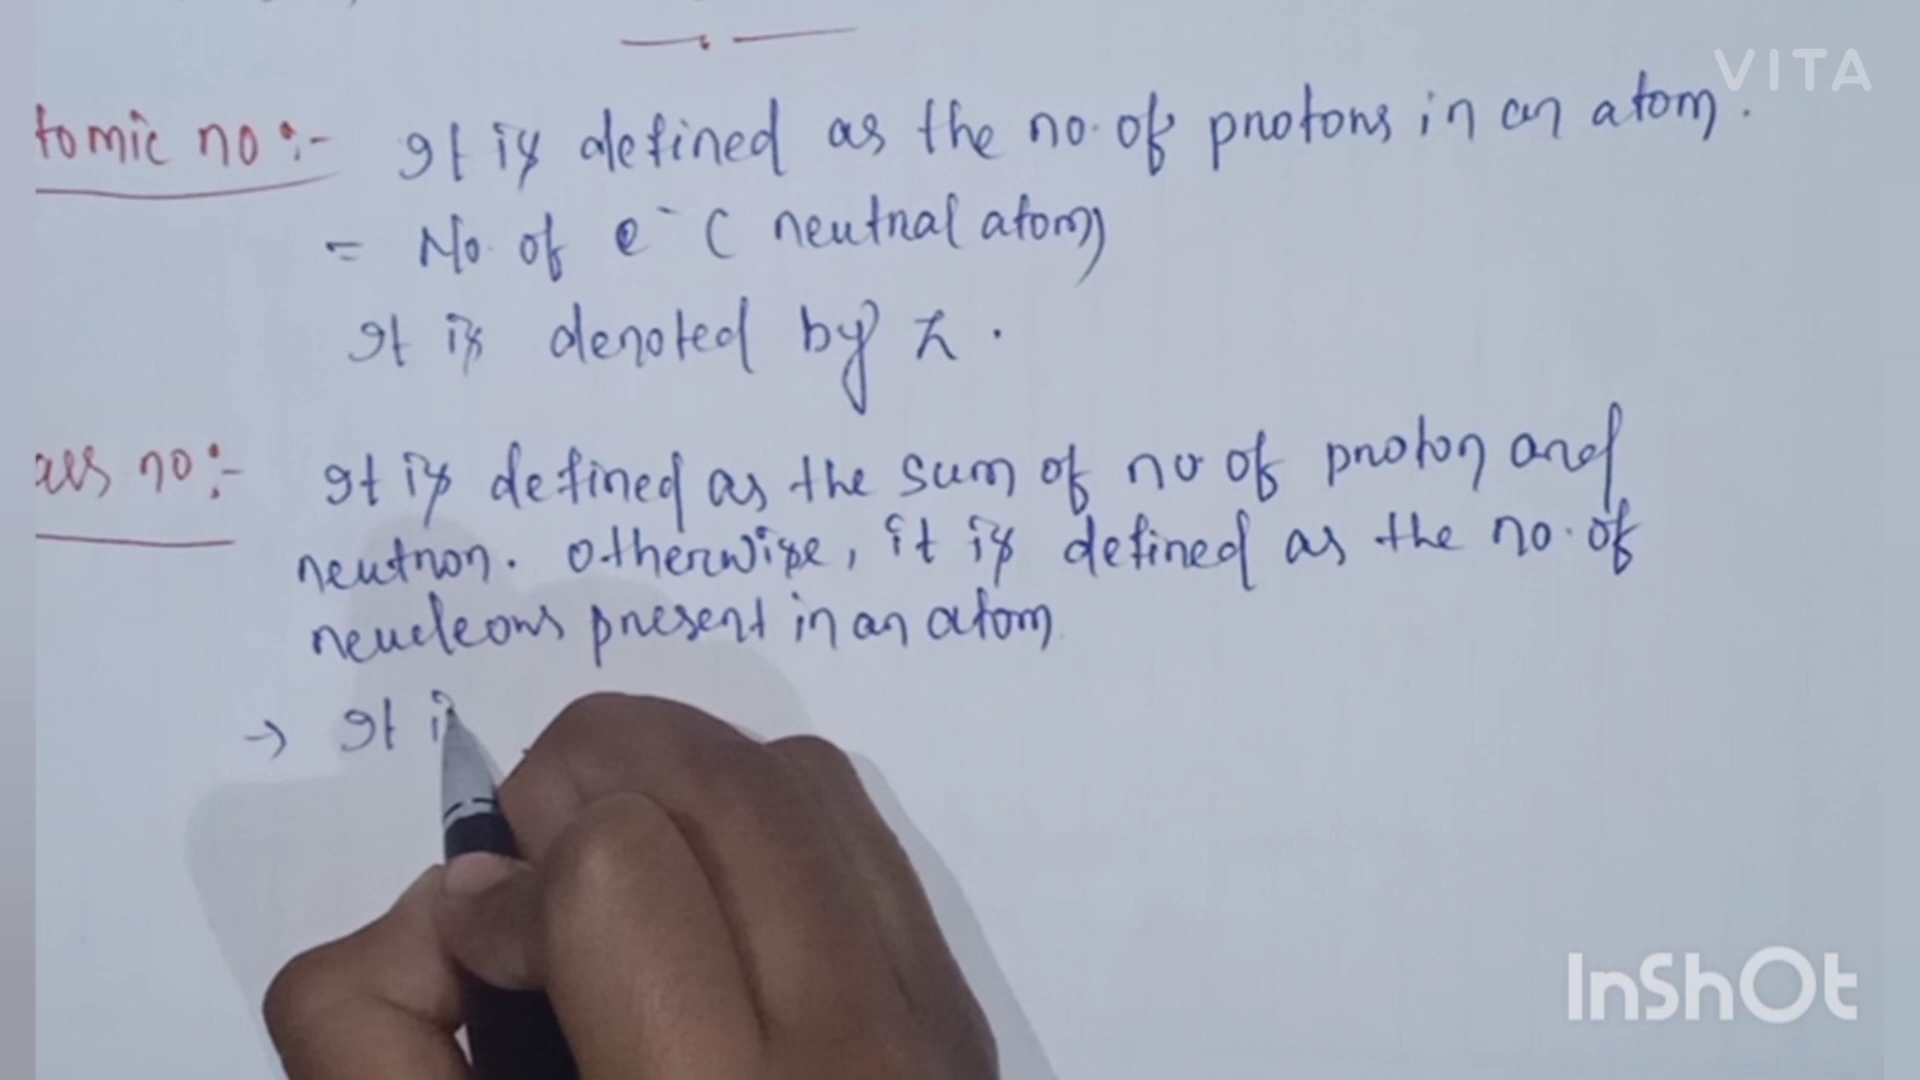 VITA
tomic no :- It is defined as the no. of protons in an atom.
= No. of e⁻ ( neutral atom)
It is denoted by Z.
ass no :- It is defined as the sum of no of proton and
neutron. Otherwise, it is defined as the no. of
neucleons present in an atom.
→ It i
InShOt